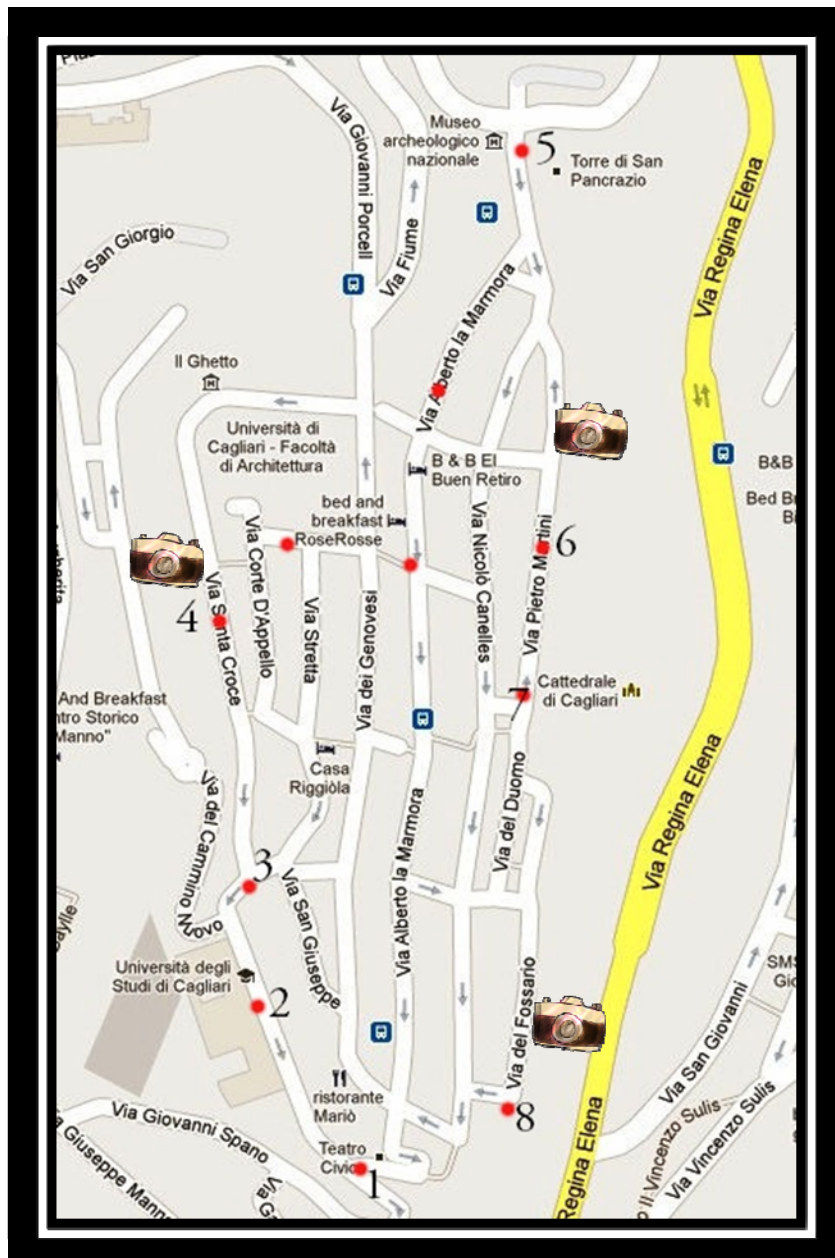 Via Giovanni Porcell
Museo
archeologico
nazionale
5
Torre di San
Pancrazio
Via Regina Elena
Via San Giorgio
Via Fiume
Via Alberto la Marmora
Il Ghetto
Università di
Cagliari - Facoltà
di Architettura
B & B El
Buen Retiro
B&B
bed and
breakfast
RoseRosse
6
Via Corte D'Appello
Via Nicolò Canelles
Via Pietro Martini
4
Via Santa Croce
Via Stretta
Via dei Genovesi
Cattedrale
di Cagliari
7
And Breakfast
ntro Storico
Manno"
Casa
Riggiòla
Via del Cammino Nuovo
Via del Duomo
Via Regina Elena
3
Via San Giuseppe
Via Alberto la Marmora
Università degli
Studi di Cagliari
2
Via del Fossario
Via San Giovanni
ristorante
Mariò
8
Via Giovanni Spano
Teatro
Civico
1
Via Vincenzo Sulis
o II Vincenzo Sulis
Regina Elena
Giuseppe Manno